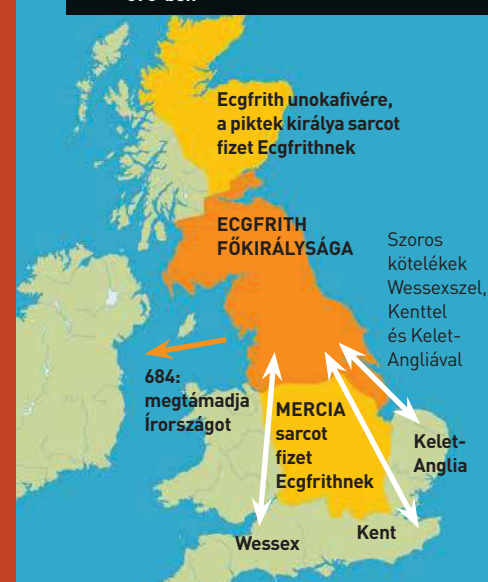 Ecgfrith unokafivére,
a piktek királya sarcot
fizet Ecgfrithnek
ECGFRITH
FŐKIRÁLYSÁGA
Szoros
kötelékek
Wessexszel,
Kenttel
és Kelet-
Angliával
684:
megtámadja
Írországot
MERCIA
sarcot
fizet
Ecgfrithnek
Kelet-
Anglia
Kent
Wessex